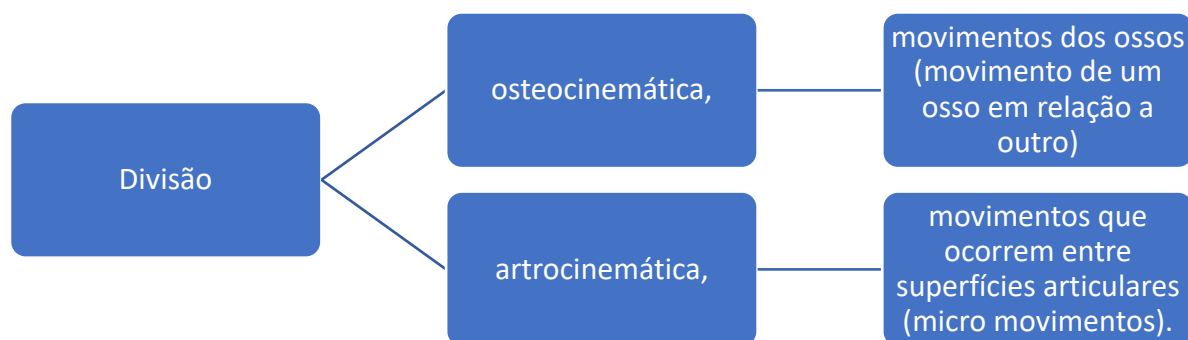 Divisão
osteocinemática,
movimentos dos ossos
(movimento de um
osso em relação a
outro)
artrocinemática,
movimentos que
ocorrem entre
superfícies articulares
(micro movimentos).